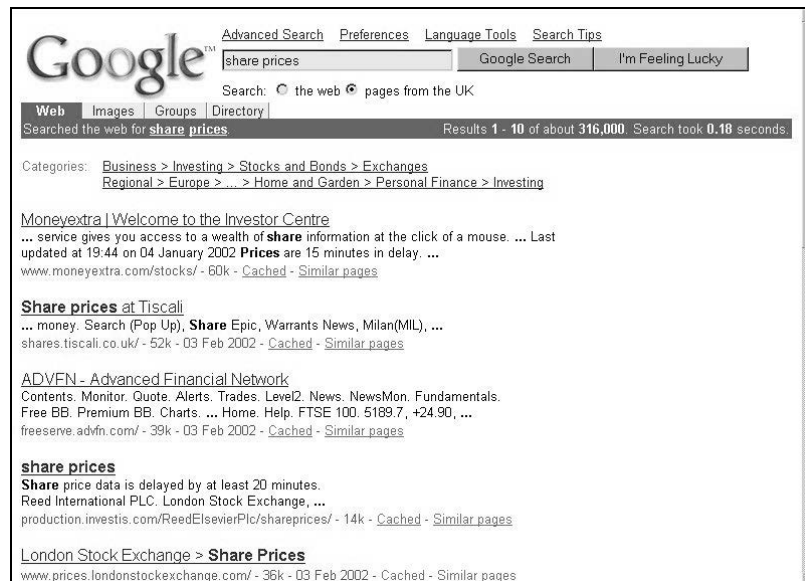 Google™
Advanced Search Preferences Language Tools Search Tips
share prices Google Search I'm Feeling Lucky
Search: the web pages from the UK
Web Images Groups Directory
Searched the web for share prices. Results 1 - 10 of about 316,000. Search took 0.18 seconds.
Categories: Business > Investing > Stocks and Bonds > Exchanges
Regional > Europe > ... > Home and Garden > Personal Finance > Investing
Moneyextra | Welcome to the Investor Centre
... service gives you access to a wealth of share information at the click of a mouse. ... Last
updated at 19:44 on 04 January 2002 Prices are 15 minutes in delay. ...
www.moneyextra.com/stocks/ - 60k - Cached - Similar pages
Share prices at Tiscali
... money. Search (Pop Up), Share Epic, Warrants News, Milan(MIL), ...
shares.tiscali.co.uk/ - 52k - 03 Feb 2002 - Cached - Similar pages
ADVFN - Advanced Financial Network
Contents. Monitor. Quote. Alerts. Trades. Level2. News. NewsMon. Fundamentals.
Free BB. Premium BB. Charts. ... Home. Help. FTSE 100. 5189.7, +24.90, ...
freeserve.advfn.com/ - 39k - 03 Feb 2002 - Cached - Similar pages
share prices
Share price data is delayed by at least 20 minutes.
Reed International PLC. London Stock Exchange, ...
production.investis.com/ReedElsevierPlc/shareprices/ - 14k - Cached - Similar pages
London Stock Exchange > Share Prices
www.prices.londonstockexchange.com/ - 36k - 03 Feb 2002 - Cached - Similar pages